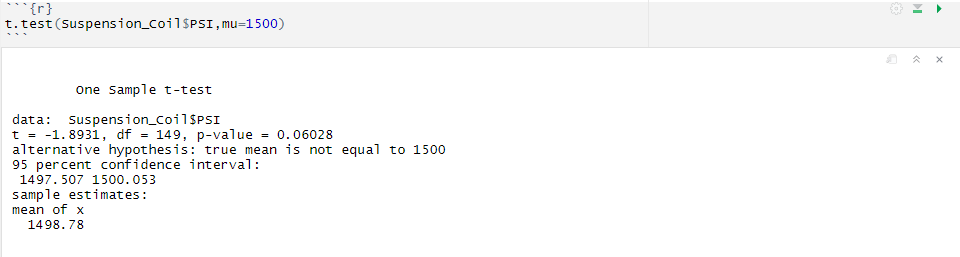 ```{r}
t.test(Suspension_Coil$PSI,mu=1500)
```
One Sample t-test
data:  Suspension_Coil$PSI
t = -1.8931, df = 149, p-value = 0.06028
alternative hypothesis: true mean is not equal to 1500
95 percent confidence interval:
1497.507 1500.053
sample estimates:
mean of x
1498.78